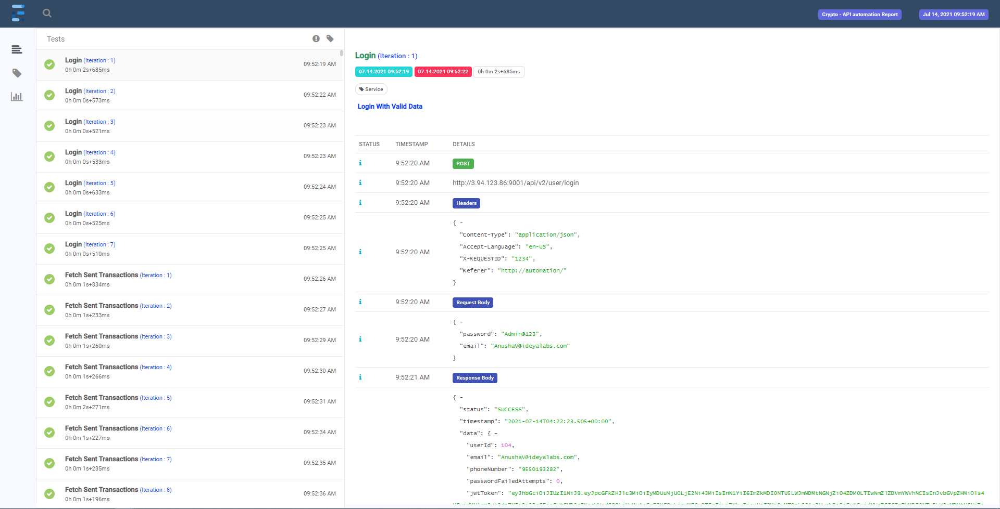 Crypto - API automation Report
Jul 14, 2021 09:52:19 AM
Tests
Login (Iteration : 1)
0h 0m 2s+685ms
09:52:19 AM
Login (Iteration : 2)
0h 0m 0s+573ms
09:52:22 AM
Login (Iteration : 3)
0h 0m 0s+521ms
09:52:23 AM
Login (Iteration : 4)
0h 0m 0s+533ms
09:52:23 AM
Login (Iteration : 5)
0h 0m 0s+633ms
09:52:24 AM
Login (Iteration : 6)
0h 0m 0s+525ms
09:52:25 AM
Login (Iteration : 7)
0h 0m 0s+510ms
09:52:25 AM
Fetch Sent Transactions (Iteration : 1)
0h 0m 1s+334ms
09:52:26 AM
Fetch Sent Transactions (Iteration : 2)
0h 0m 1s+233ms
09:52:27 AM
Fetch Sent Transactions (Iteration : 3)
0h 0m 1s+260ms
09:52:29 AM
Fetch Sent Transactions (Iteration : 4)
0h 0m 1s+266ms
09:52:30 AM
Fetch Sent Transactions (Iteration : 5)
0h 0m 2s+271ms
09:52:31 AM
Fetch Sent Transactions (Iteration : 6)
0h 0m 1s+227ms
09:52:34 AM
Fetch Sent Transactions (Iteration : 7)
0h 0m 1s+235ms
09:52:35 AM
Fetch Sent Transactions (Iteration : 8)
0h 0m 1s+196ms
09:52:36 AM
Login (Iteration : 1)
07.14.2021 09:52:19 07.14.2021 09:52:22 0h 0m 2s+685ms
Service
Login With Valid Data
STATUS TIMESTAMP DETAILS
9:52:20 AM POST
9:52:20 AM http://3.94.123.86:9001/api/v2/user/login
9:52:20 AM Headers
{ -
"Content-Type": "application/json",
"Accept-Language": "en-US",
9:52:20 AM
"X-REQUESTID": "1234",
"Referer": "http://automation/"
}
9:52:20 AM Request Body
{ -
"password": "Admin@123",
9:52:20 AM
"email": "AnushaV@ideyalabs.com"
}
9:52:21 AM Response Body
{ -
"status": "SUCCESS",
"timestamp": "2021-07-14T04:22:23.505+00:00",
"data": { -
"userId": 104,
"email": "AnushaV@ideyalabs.com",
"phoneNumber": "9550193282",
"passwordFailedAttempts": 0,
"jwtToken":